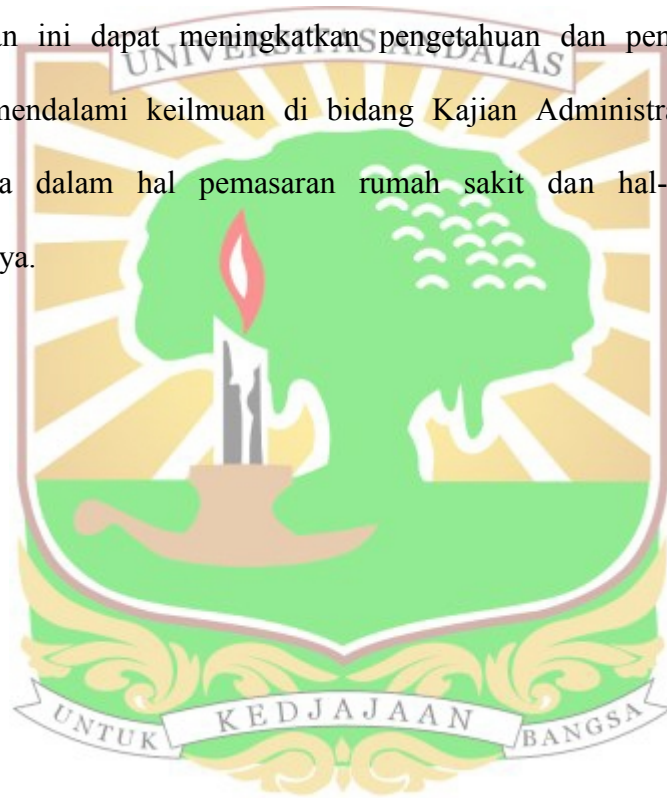 an ini dapat meningkatkan pengetahuan dan pen
UNIVERSITAS ANDALAS
mendalami keilmuan di bidang Kajian Administra
a dalam hal pemasaran rumah sakit dan hal-
ya.
UNTUK KEDJAJAAN BANGSA